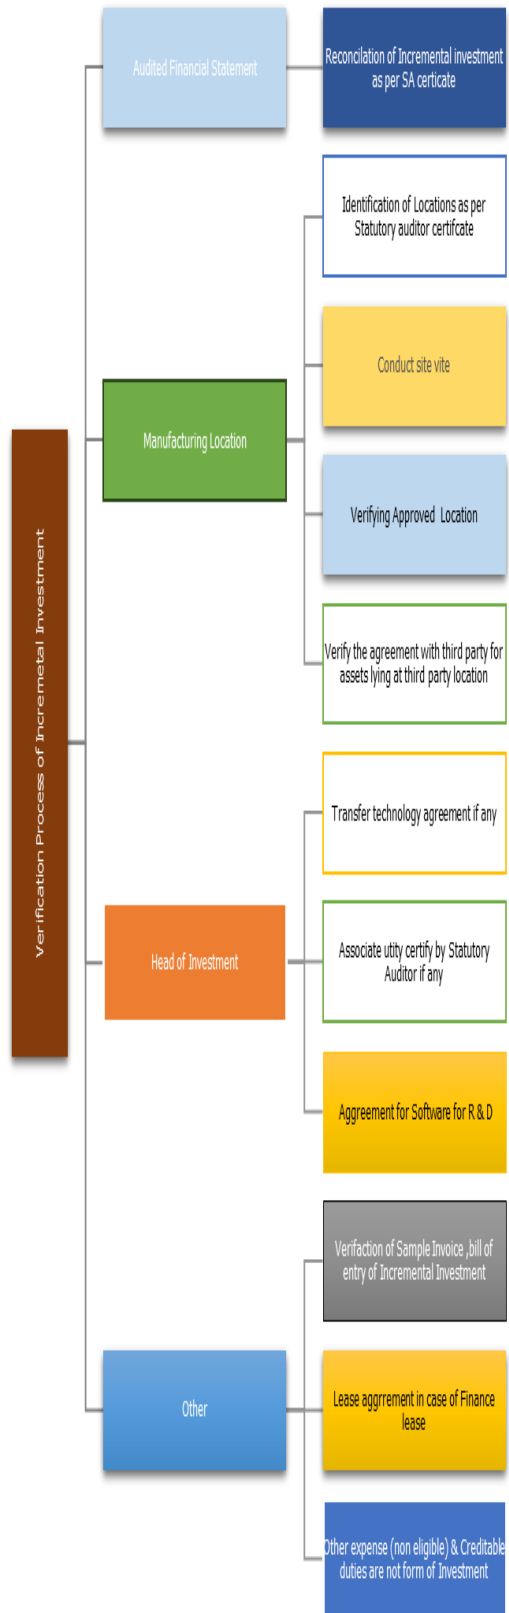 Verification Process of Incremetal Investment
Audited Financial Statement
Reconcilation of Incremental investment
as per SA certicate
Manufacturing Location
Identification of Locations as per
Statutory auditor certifcate
Conduct site vite
Verifying Approved Location
Verify the agreement with third party for
assets lying at third party location
Head of Investment
Transfer technology agreement if any
Associate utity certify by Statutory
Auditor if any
Aggreement for Software for R & D
Other
Verifaction of Sample Invoice ,bill of
entry of Incremental Investment
Lease aggrrement in case of Finance
lease
Other expense (non eligible) & Creditable
duties are not form of Investment